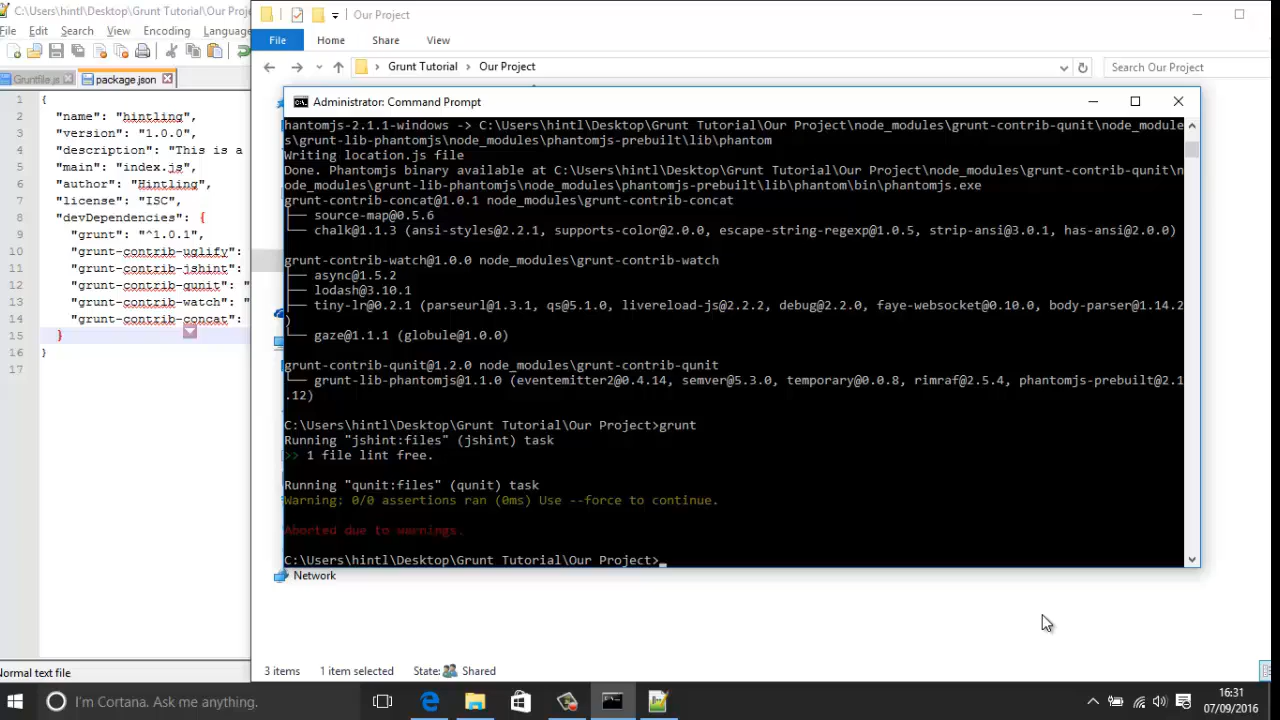 C:\Users\hintl\Desktop\Grunt Tutorial\Our Proje
File Edit Search View Encoding Language
Gruntfile.js package.json
1 {
2 "name": "hintling",
3 "version": "1.0.0",
4 "description": "This is a
5 "main": "index.js",
6 "author": "Hintling",
7 "license": "ISC",
8 "devDependencies": {
9 "grunt": "^1.0.1",
10 "grunt-contrib-uglify":
11 "grunt-contrib-jshint":
12 "grunt-contrib-qunit": "
13 "grunt-contrib-watch": "
14 "grunt-contrib-concat":
15 }
16 }
17
Normal text file
Our Project
File Home Share View
Grunt Tutorial Our Project Search Our Project
Administrator: Command Prompt
hantomjs-2.1.1-windows -> C:\Users\hintl\Desktop\Grunt Tutorial\Our Project\node_modules\grunt-contrib-qunit\node_module
s\grunt-lib-phantomjs\node_modules\phantomjs-prebuilt\lib\phantom
Writing location.js file
Done. Phantomjs binary available at C:\Users\hintl\Desktop\Grunt Tutorial\Our Project\node_modules\grunt-contrib-qunit\n
ode_modules\grunt-lib-phantomjs\node_modules\phantomjs-prebuilt\lib\phantom\bin\phantomjs.exe
grunt-contrib-concat@1.0.1 node_modules\grunt-contrib-concat
├── source-map@0.5.6
└── chalk@1.1.3 (ansi-styles@2.2.1, supports-color@2.0.0, escape-string-regexp@1.0.5, strip-ansi@3.0.1, has-ansi@2.0.0)
grunt-contrib-watch@1.0.0 node_modules\grunt-contrib-watch
├── async@1.5.2
├── lodash@3.10.1
├── tiny-lr@0.2.1 (parseurl@1.3.1, qs@5.1.0, livereload-js@2.2.2, debug@2.2.0, faye-websocket@0.10.0, body-parser@1.14.2
)
└── gaze@1.1.1 (globule@1.0.0)
grunt-contrib-qunit@1.2.0 node_modules\grunt-contrib-qunit
└── grunt-lib-phantomjs@1.1.0 (eventemitter2@0.4.14, semver@5.3.0, temporary@0.0.8, rimraf@2.5.4, phantomjs-prebuilt@2.1
.12)
C:\Users\hintl\Desktop\Grunt Tutorial\Our Project>grunt
Running "jshint:files" (jshint) task
>> 1 file lint free.
Running "qunit:files" (qunit) task
Warning: 0/0 assertions ran (0ms) Use --force to continue.
Aborted due to warnings.
C:\Users\hintl\Desktop\Grunt Tutorial\Our Project>_
Network
3 items 1 item selected State: Shared
I'm Cortana. Ask me anything.
16:31
07/09/2016